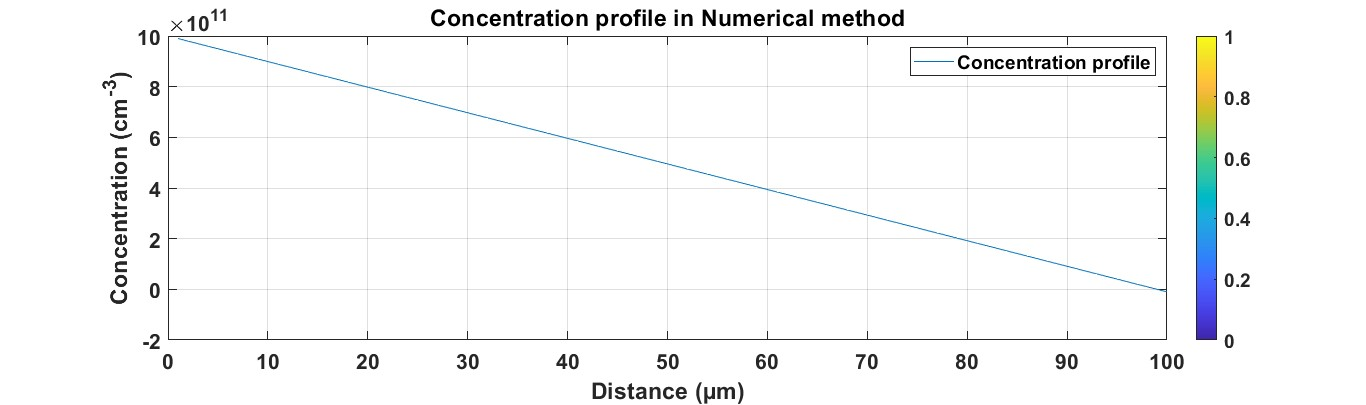 Concentration profile in Numerical method
×10^11
10
8
6
4
2
0
-2
Concentration (cm^-3)
0 10 20 30 40 50 60 70 80 90 100
Distance (μm)
Concentration profile
1
0.8
0.6
0.4
0.2
0